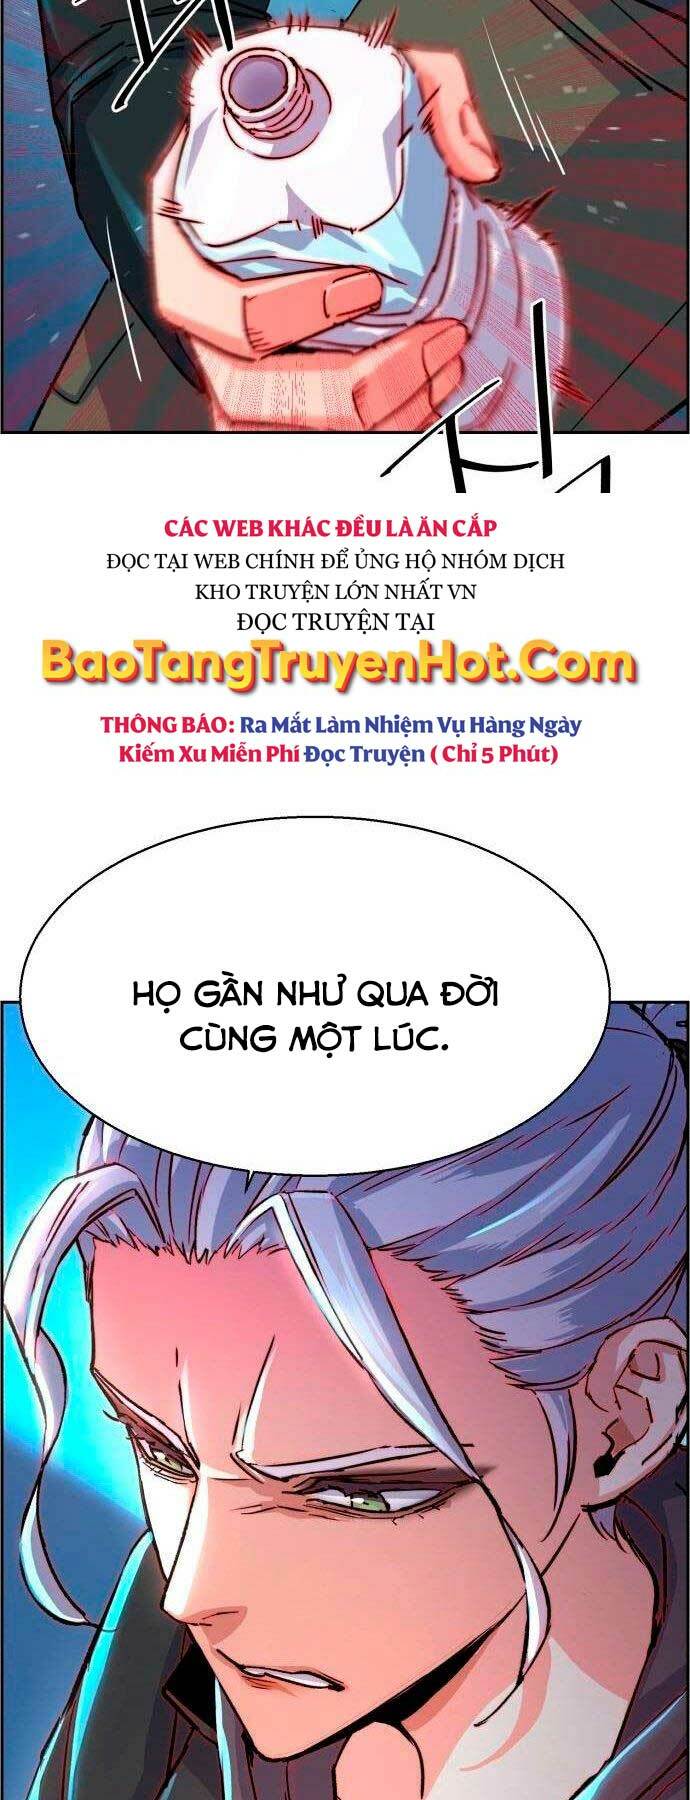 CÁC WEB KHÁC ĐỀU LÀ ĂN CẮP
ĐỌC TẠI WEB CHÍNH ĐỂ ỦNG HỘ NHÓM DỊCH
KHO TRUYỆN LỚN NHẤT VN
ĐỌC TRUYỆN TẠI
BaoTangTruyenHot.Com
THÔNG BÁO: Ra Mắt Làm Nhiệm Vụ Hàng Ngày
Kiếm Xu Miễn Phí Đọc Truyện ( Chỉ 5 Phút)
HỌ GẦN NHƯ QUA ĐỜI
CÙNG MỘT LÚC.